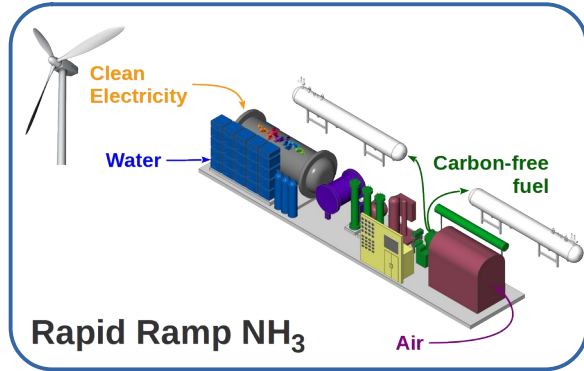 Clean
Electricity
Water
Carbon-free
fuel
Air
Rapid Ramp NH₃